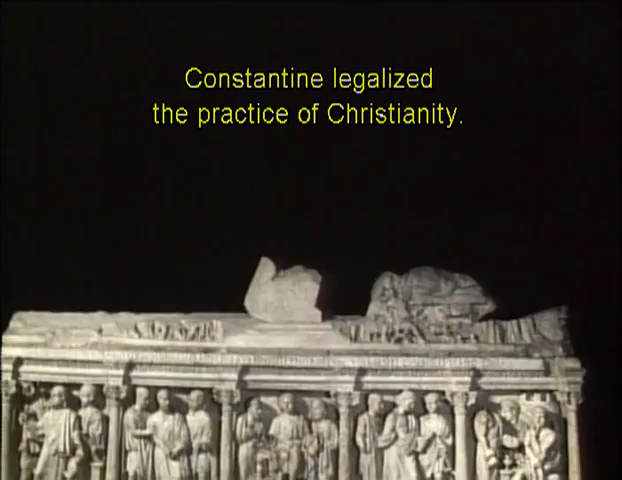 Constantine legalized
the practice of Christianity.